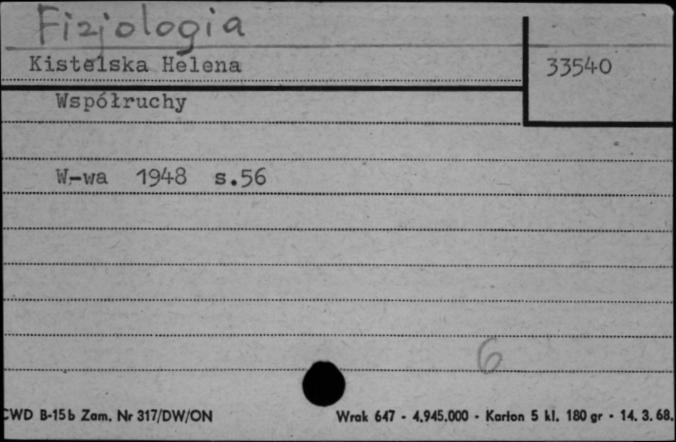 Fizjologia
Kistelska Helena
33540
Współruchy
W-wa 1948 s.56
6
CWD B-15b Zam. Nr 317/DW/ON
Wrak 647 - 4.945.000 - Karton 5 kl. 180 gr - 14. 3. 68.